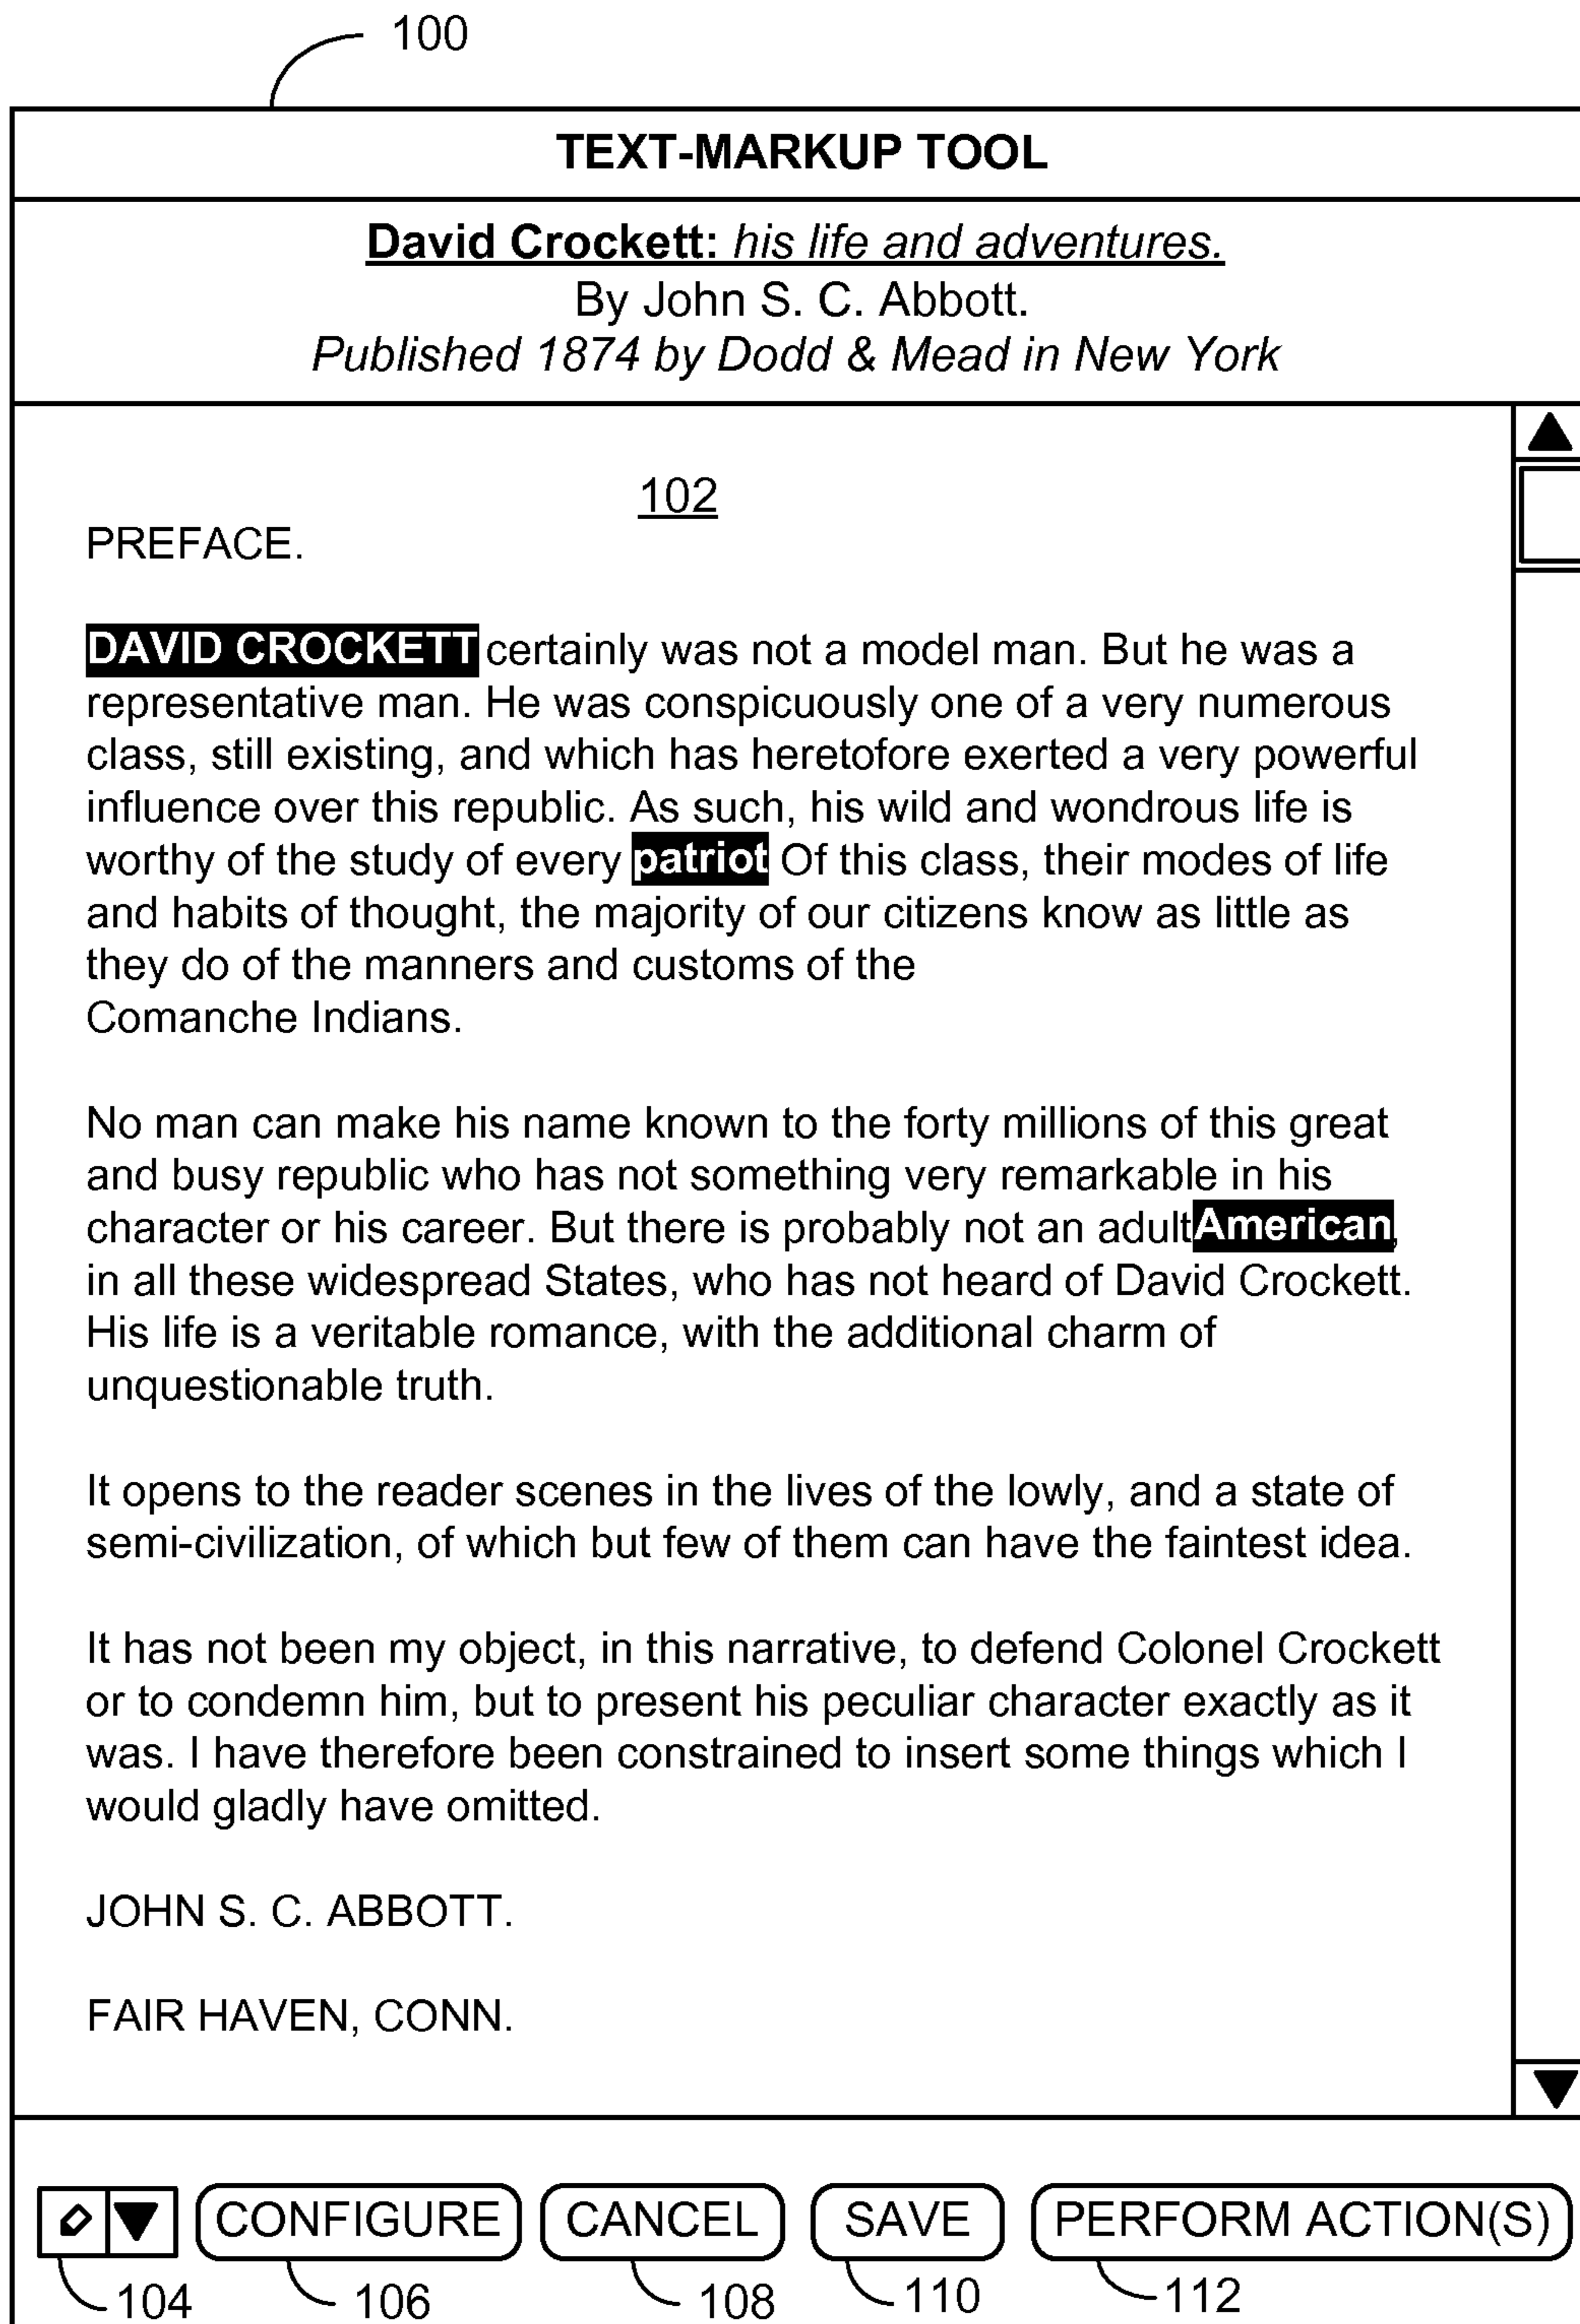 100
TEXT-MARKUP TOOL
David Crockett: his life and adventures.
By John S. C. Abbott.
Published 1874 by Dodd & Mead in New York
102
PREFACE.
DAVID CROCKETT certainly was not a model man. But he was a
representative man. He was conspicuously one of a very numerous
class, still existing, and which has heretofore exerted a very powerful
influence over this republic. As such, his wild and wondrous life is
worthy of the study of every patriot Of this class, their modes of life
and habits of thought, the majority of our citizens know as little as
they do of the manners and customs of the
Comanche Indians.
No man can make his name known to the forty millions of this great
and busy republic who has not something very remarkable in his
character or his career. But there is probably not an adult American,
in all these widespread States, who has not heard of David Crockett.
His life is a veritable romance, with the additional charm of
unquestionable truth.
It opens to the reader scenes in the lives of the lowly, and a state of
semi-civilization, of which but few of them can have the faintest idea.
It has not been my object, in this narrative, to defend Colonel Crockett
or to condemn him, but to present his peculiar character exactly as it
was. I have therefore been constrained to insert some things which I
would gladly have omitted.
JOHN S. C. ABBOTT.
FAIR HAVEN, CONN.
CONFIGURE CANCEL SAVE PERFORM ACTION(S)
104 106 108 110 112